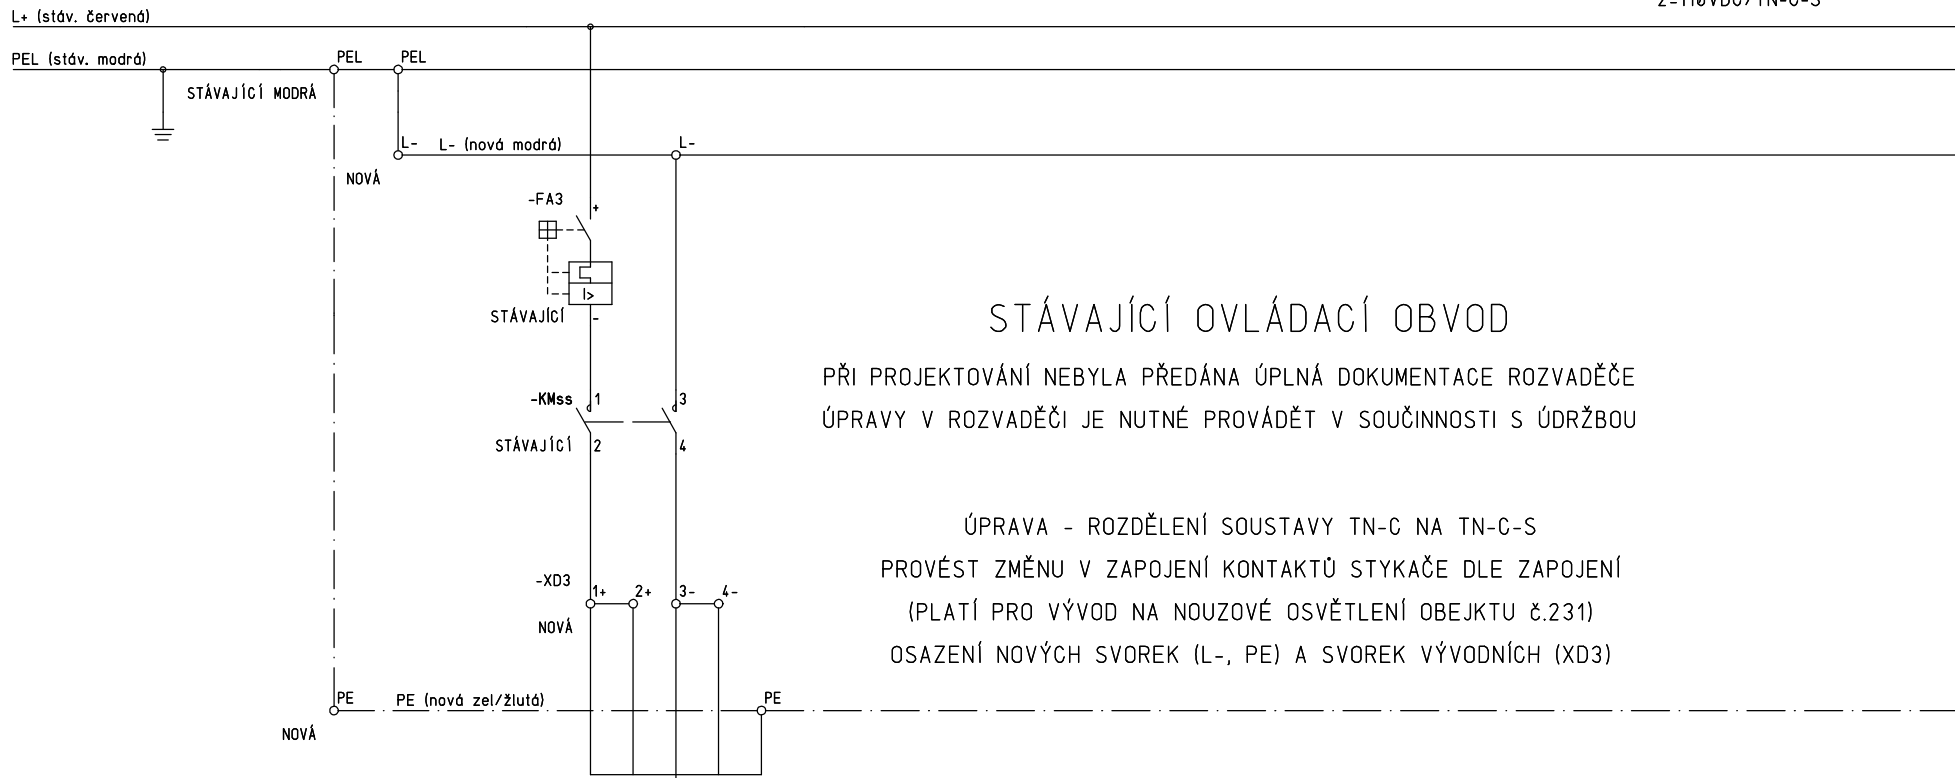 L+ (stáv. červená)
2=110VDC/TN-C-S
PEL (stáv. modrá)
PEL
PEL
STÁVAJÍCÍ MODRÁ
L-
L- (nová modrá)
L-
NOVÁ
-FA3
+
I>
STÁVAJÍCÍ
-
STÁVAJÍCÍ OVLÁDACÍ OBVOD
PŘI PROJEKTOVÁNÍ NEBYLA PŘEDÁNA ÚPLNÁ DOKUMENTACE ROZVADĚČE
ÚPRAVY V ROZVADĚČI JE NUTNÉ PROVÁDĚT V SOUČINNOSTI S ÚDRŽBOU
-KMss
1
3
STÁVAJÍCÍ
2
4
ÚPRAVA - ROZDĚLENÍ SOUSTAVY TN-C NA TN-C-S
PROVÉST ZMĚNU V ZAPOJENÍ KONTAKTŮ STYKAČE DLE ZAPOJENÍ
(PLATÍ PRO VÝVOD NA NOUZOVÉ OSVĚTLENÍ OBEJKTU č.231)
OSAZENÍ NOVÝCH SVOREK (L-, PE) A SVOREK VÝVODNÍCH (XD3)
-XD3
1+
2+
3-
4-
NOVÁ
PE
PE (nová zel/žlutá)
PE
NOVÁ